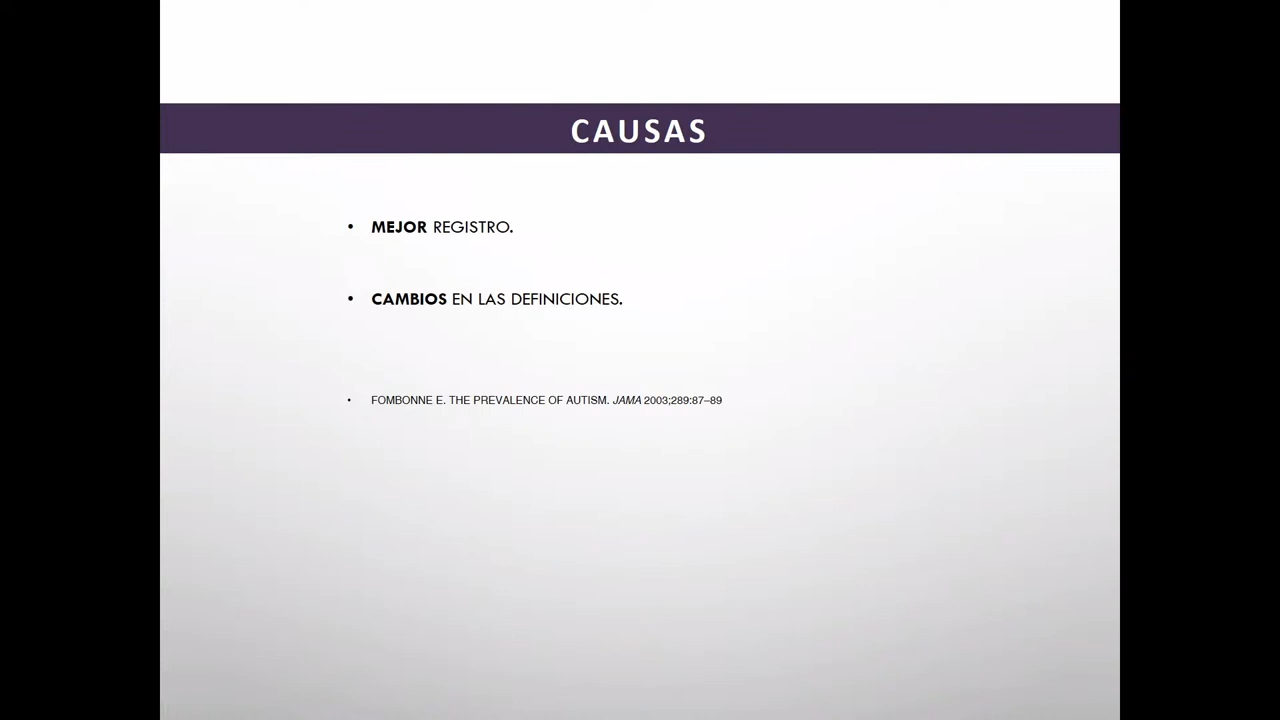 CAUSAS
• MEJOR REGISTRO.
• CAMBIOS EN LAS DEFINICIONES.
• FOMBONNE E. THE PREVALENCE OF AUTISM. JAMA 2003;289:87–89